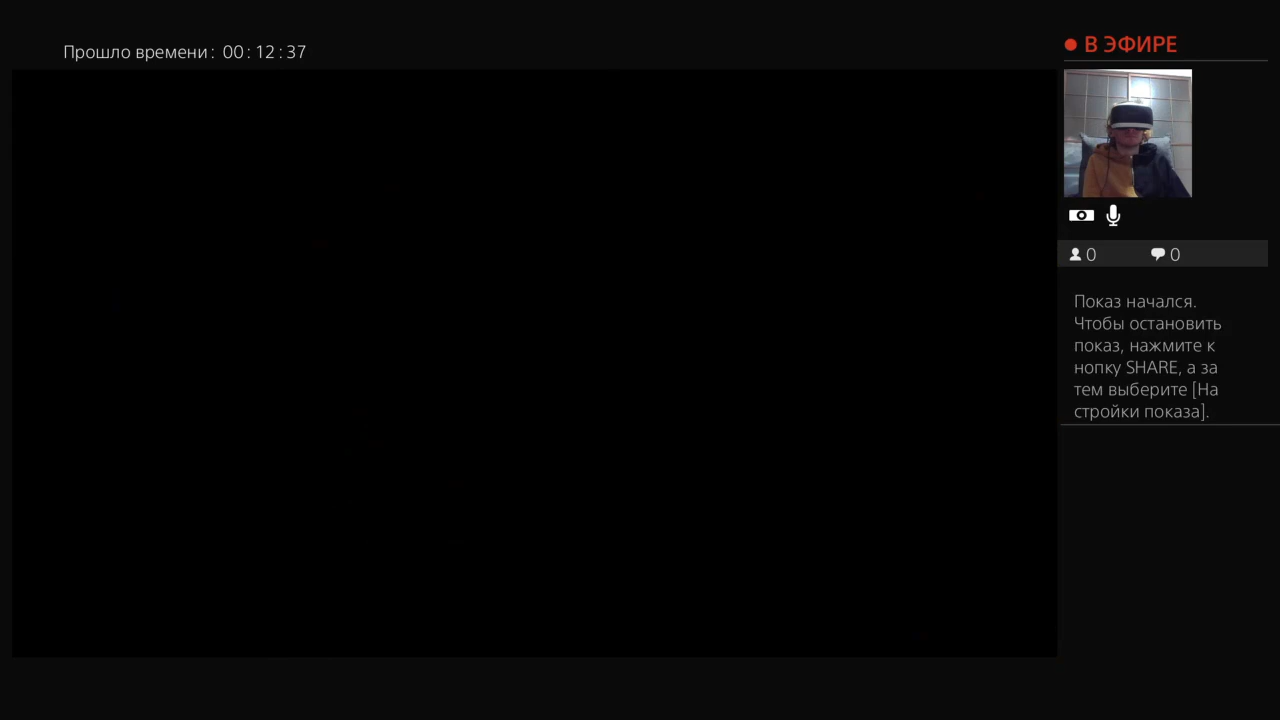 Прошло времени: 00:12:37
В ЭФИРЕ
0 0
Показ начался.
Чтобы остановить
показ, нажмите к
нопку SHARE, а за
тем выберите [На
стройки показа].